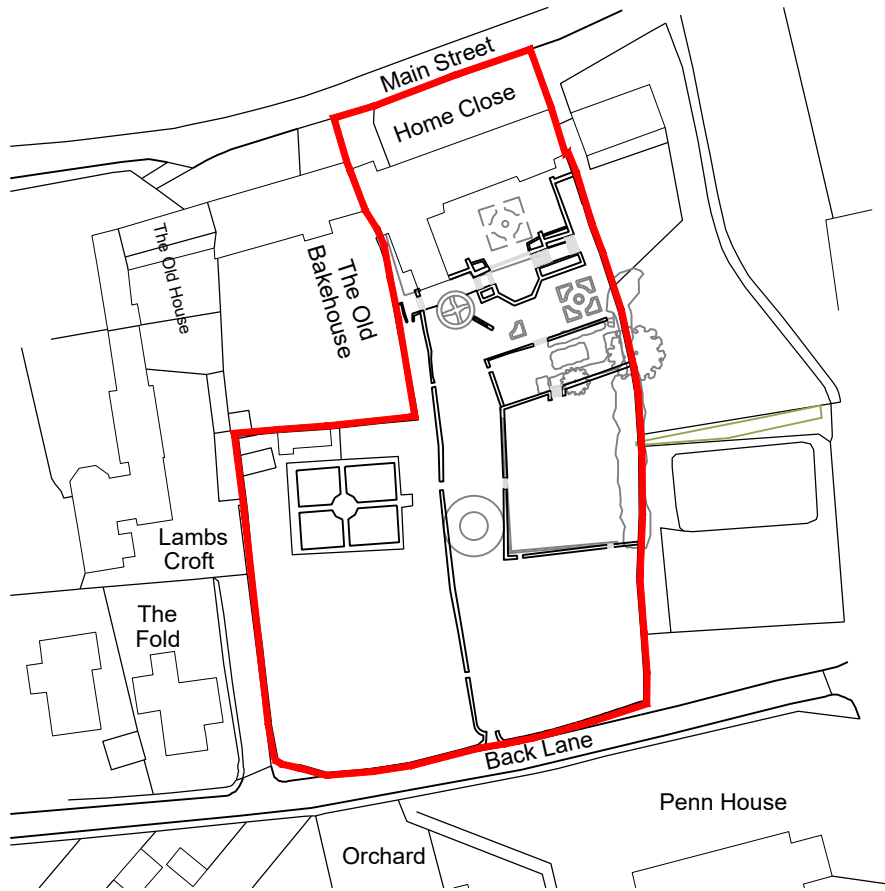 Main Street
Home Close
The Old House
The Old
Bakehouse
Lambs
Croft
The
Fold
Back Lane
Penn House
Orchard